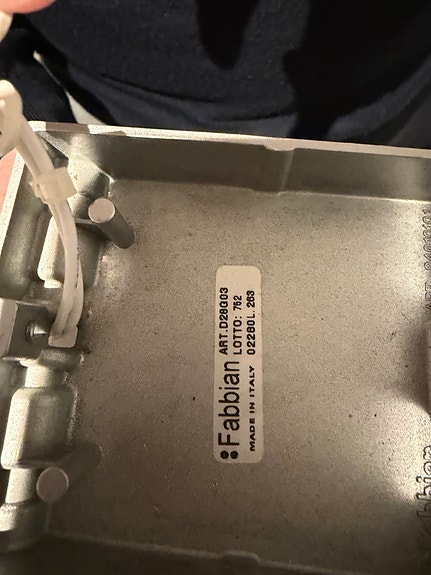 Fabbian ART.D28G03
LOTTO: 752
MADE IN ITALY 02280L.263